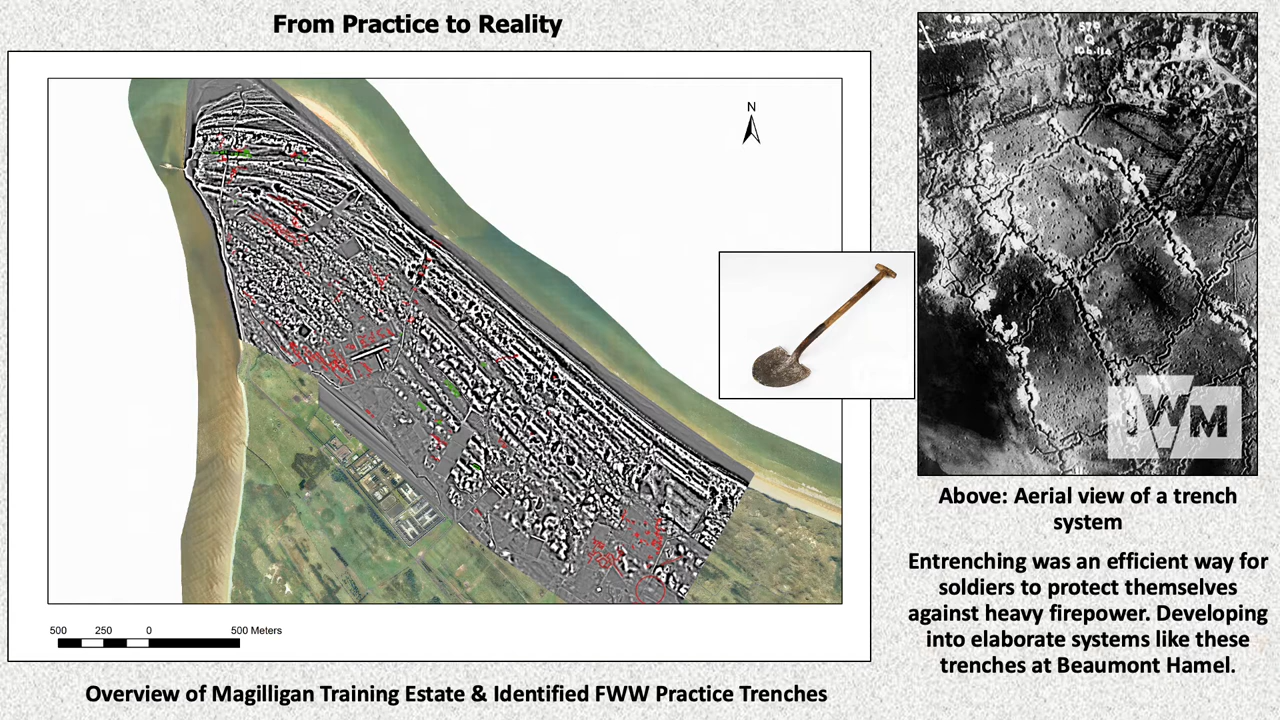 From Practice to Reality
N
500 250 0 500 Meters
Overview of Magilligan Training Estate & Identified FWW Practice Trenches
579
IWM
Above: Aerial view of a trench
system
Entrenching was an efficient way for
soldiers to protect themselves
against heavy firepower. Developing
into elaborate systems like these
trenches at Beaumont Hamel.